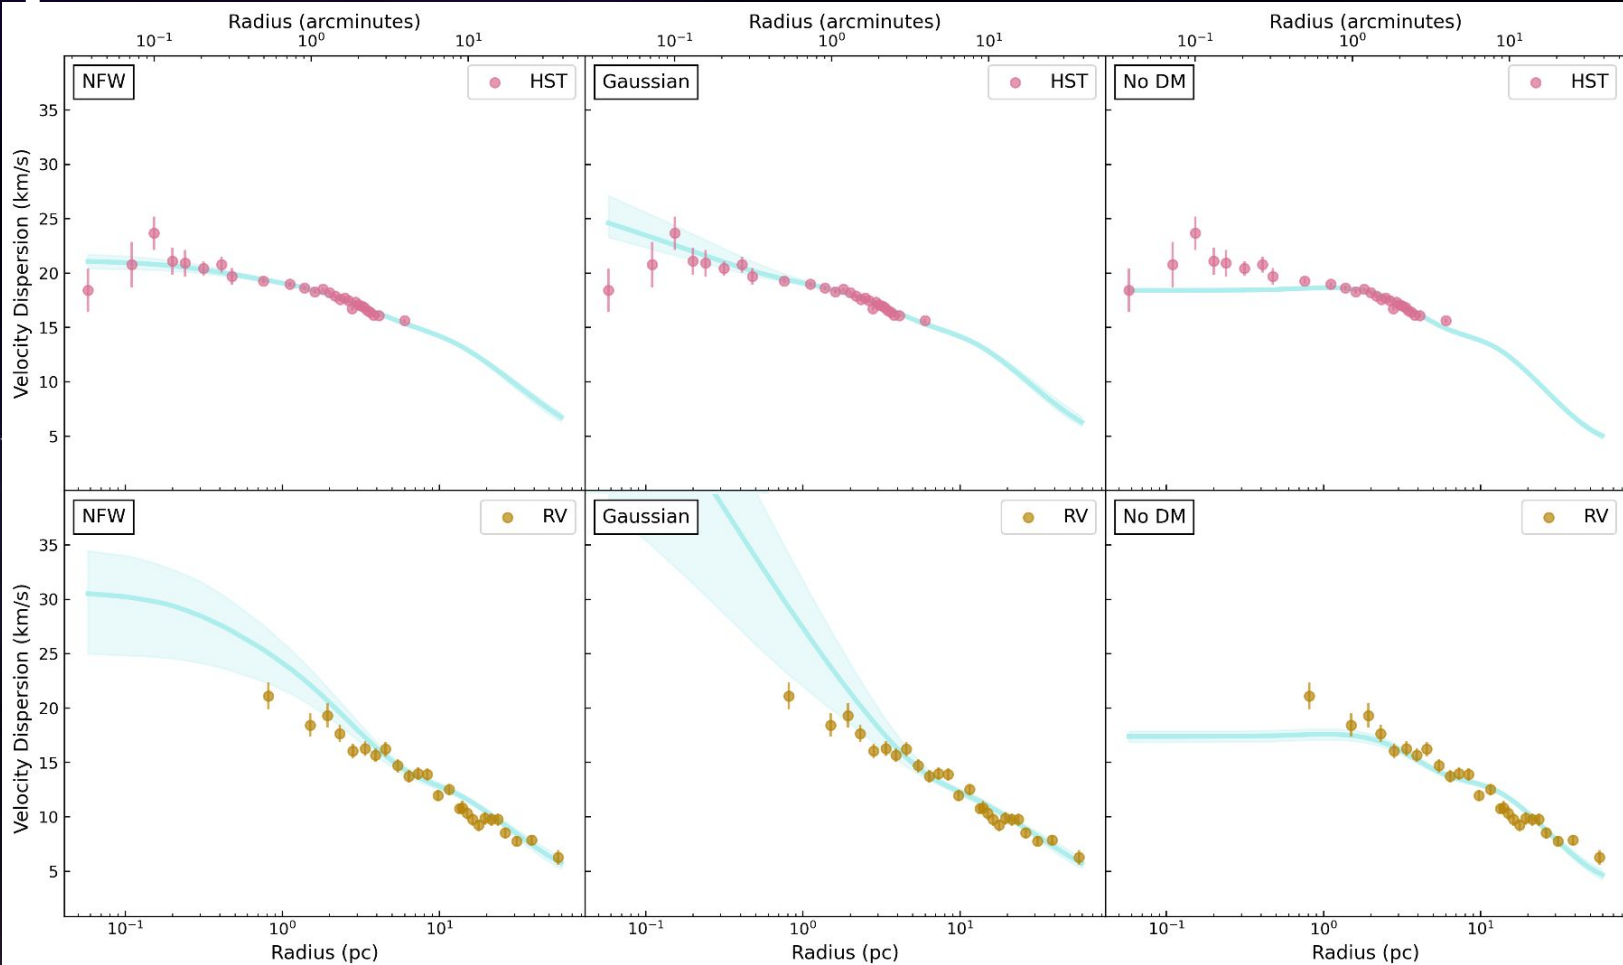 Radius (arcminutes) Radius (arcminutes) Radius (arcminutes)
10⁻¹ 10⁰ 10¹ 10⁻¹ 10⁰ 10¹ 10⁻¹ 10⁰ 10¹
NFW HST Gaussian HST No DM HST
35
30
25
20
15
10
5
Velocity Dispersion (km/s)
NFW RV Gaussian RV No DM RV
35
30
25
20
15
10
5
Velocity Dispersion (km/s)
10⁻¹ 10⁰ 10¹ 10⁻¹ 10⁰ 10¹ 10⁻¹ 10⁰ 10¹
Radius (pc) Radius (pc) Radius (pc)